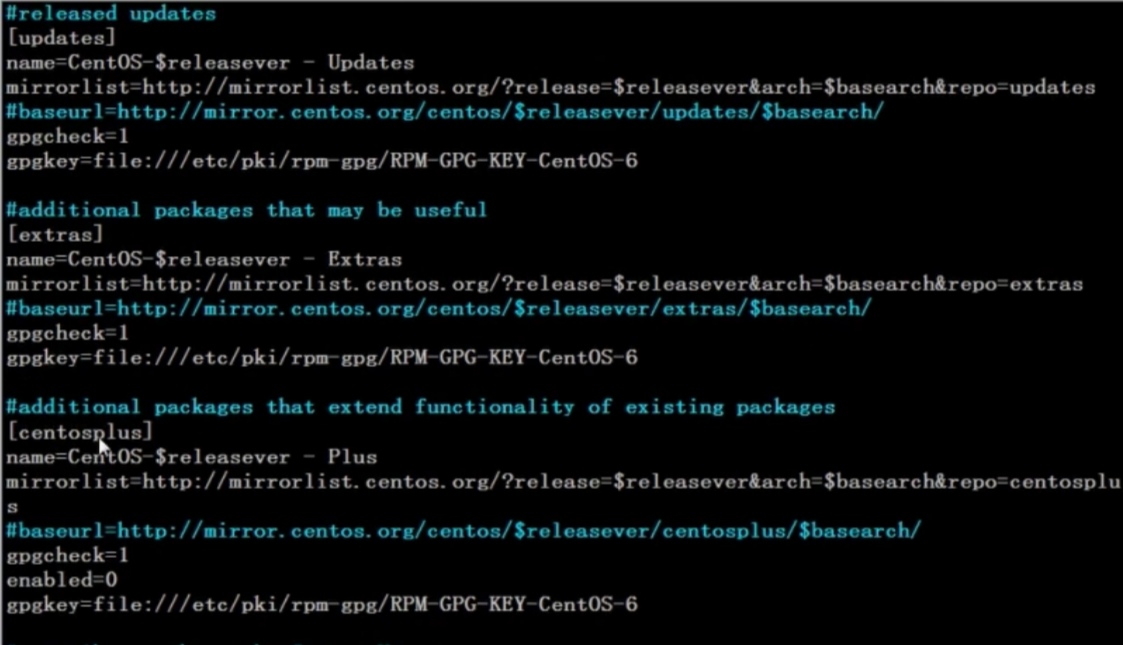 #released updates
[updates]
name=CentOS-$releasever - Updates
mirrorlist=http://mirrorlist.centos.org/?release=$releasever&arch=$basearch&repo=updates
#baseurl=http://mirror.centos.org/centos/$releasever/updates/$basearch/
gpgcheck=1
gpgkey=file:///etc/pki/rpm-gpg/RPM-GPG-KEY-CentOS-6
#additional packages that may be useful
[extras]
name=CentOS-$releasever - Extras
mirrorlist=http://mirrorlist.centos.org/?release=$releasever&arch=$basearch&repo=extras
#baseurl=http://mirror.centos.org/centos/$releasever/extras/$basearch/
gpgcheck=1
gpgkey=file:///etc/pki/rpm-gpg/RPM-GPG-KEY-CentOS-6
#additional packages that extend functionality of existing packages
[centosplus]
name=CentOS-$releasever - Plus
mirrorlist=http://mirrorlist.centos.org/?release=$releasever&arch=$basearch&repo=centosplu
s
#baseurl=http://mirror.centos.org/centos/$releasever/centosplus/$basearch/
gpgcheck=1
enabled=0
gpgkey=file:///etc/pki/rpm-gpg/RPM-GPG-KEY-CentOS-6